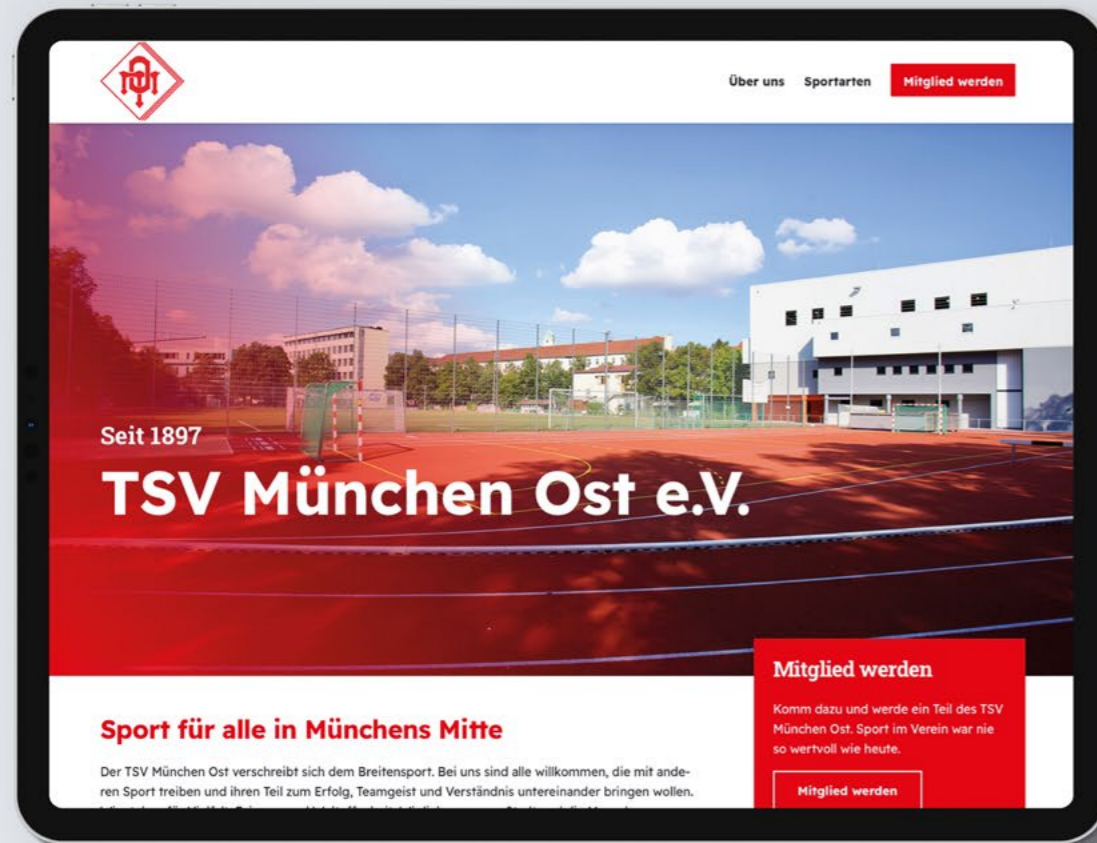 Über uns Sportarten Mitglied werden
Seit 1897
TSV München Ost e.V.
Sport für alle in Münchens Mitte
Der TSV München Ost verschreibt sich dem Breitensport. Bei uns sind alle willkommen, die mit ande-
ren Sport treiben und ihren Teil zum Erfolg, Teamgeist und Verständnis untereinander bringen wollen.
Mitglied werden
Komm dazu und werde ein Teil des TSV
München Ost. Sport im Verein war nie
so wertvoll wie heute.
Mitglied werden